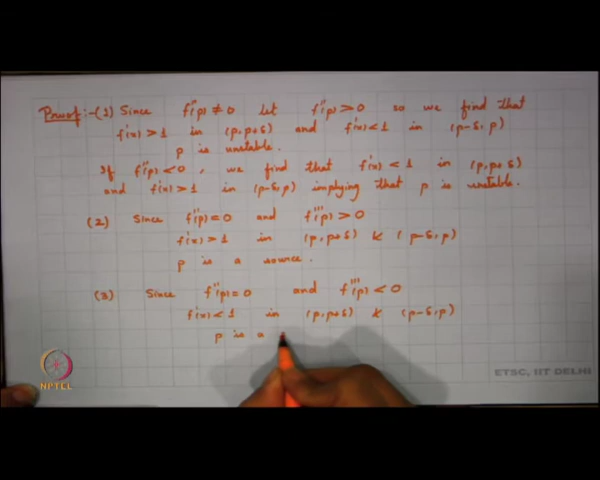 Proof :- (1) Since f''(p) ≠ 0 let f''(p) > 0 so we find that
f'(x) > 1 in (p, p+δ) and f'(x) < 1 in (p-δ, p)
p is unstable.
If f''(p) < 0, we find that f'(x) < 1 in (p, p+δ)
and f'(x) > 1 in (p-δ, p) implying that p is unstable.
(2) Since f''(p) = 0 and f'''(p) > 0
f'(x) > 1 in (p, p+δ) & (p-δ, p)
p is a source.
(3) Since f''(p) = 0 and f'''(p) < 0
f'(x) < 1 in (p, p+δ) & (p-δ, p)
p is a
NPTEL
ETSC, IIT DELHI